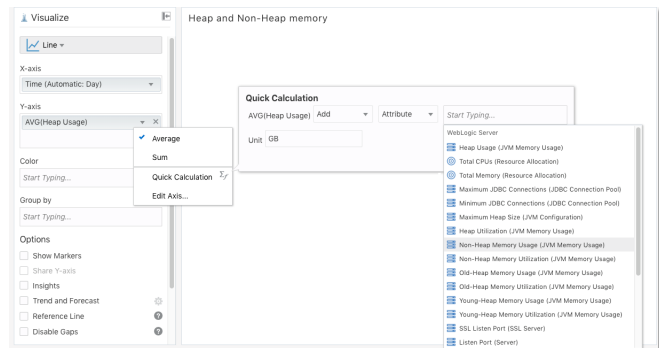 Visualize
Line
X-axis
Time (Automatic: Day)
Y-axis
AVG(Heap Usage)
Average
Sum
Quick Calculation Σf
Edit Axis...
Color
Start Typing...
Group by
Start Typing...
Options
Show Markers
Share Y-axis
Insights
Trend and Forecast
Reference Line
Disable Gaps
Heap and Non-Heap memory
Quick Calculation
AVG(Heap Usage) Add Attribute Start Typing...
Unit GB
WebLogic Server
Heap Usage (JVM Memory Usage)
Total CPUs (Resource Allocation)
Total Memory (Resource Allocation)
Maximum JDBC Connections (JDBC Connection Pool)
Minimum JDBC Connections (JDBC Connection Pool)
Maximum Heap Size (JVM Configuration)
Heap Utilization (JVM Memory Usage)
Non-Heap Memory Usage (JVM Memory Usage)
Non-Heap Memory Utilization (JVM Memory Usage)
Old-Heap Memory Usage (JVM Memory Usage)
Old-Heap Memory Utilization (JVM Memory Usage)
Young-Heap Memory Usage (JVM Memory Usage)
Young-Heap Memory Utilization (JVM Memory Usage)
SSL Listen Port (SSL Server)
Listen Port (Server)